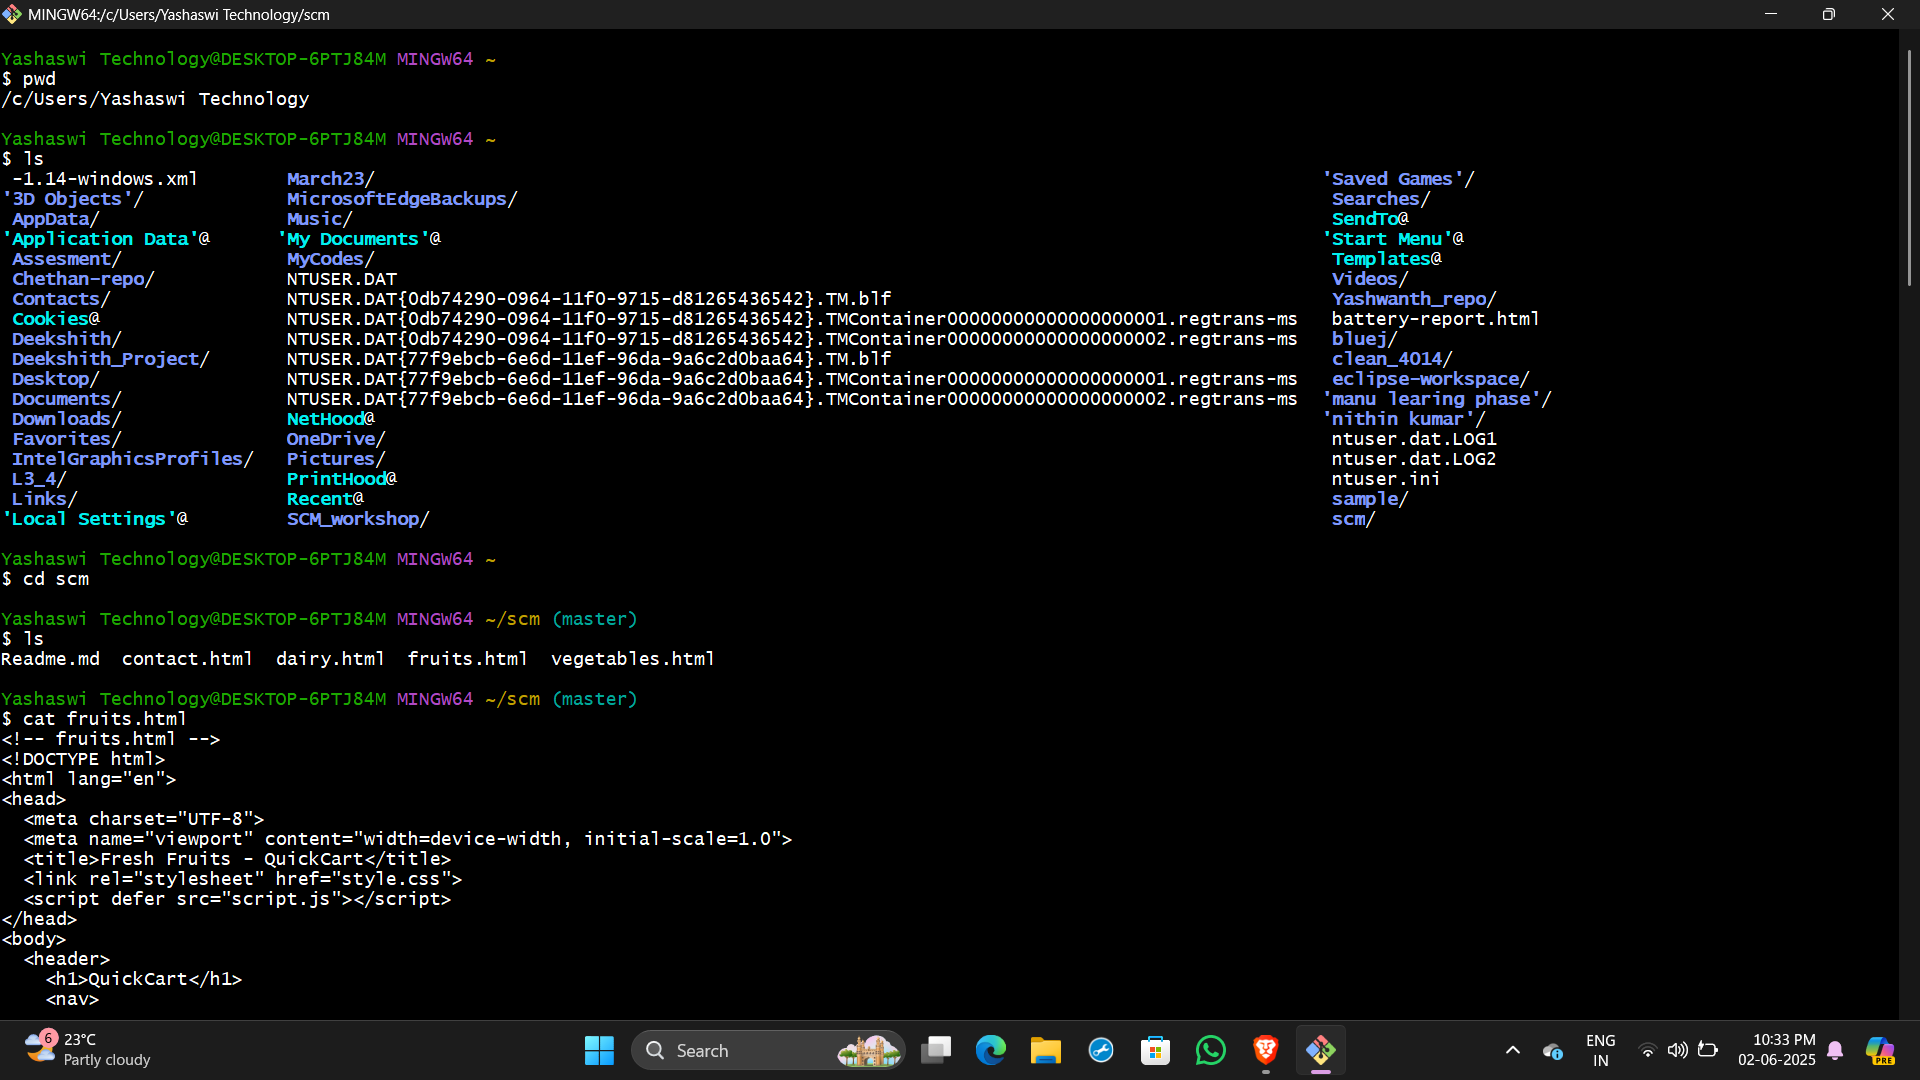 MINGW64:/c/Users/Yashaswi Technology/scm
Yashaswi Technology@DESKTOP-6PTJ84M MINGW64 ~
$ pwd
/c/Users/Yashaswi Technology
Yashaswi Technology@DESKTOP-6PTJ84M MINGW64 ~
$ ls
-1.14-windows.xml March23/ 'Saved Games'/
'3D Objects'/ MicrosoftEdgeBackups/ Searches/
AppData/ Music/ SendTo@
'Application Data'@ 'My Documents'@ 'Start Menu'@
Assesment/ MyCodes/ Templates@
Chethan-repo/ NTUSER.DAT Videos/
Contacts/ NTUSER.DAT{0db74290-0964-11f0-9715-d81265436542}.TM.blf Yashwanth_repo/
Cookies@ NTUSER.DAT{0db74290-0964-11f0-9715-d81265436542}.TMContainer00000000000000000001.regtrans-ms battery-report.html
Deekshith/ NTUSER.DAT{0db74290-0964-11f0-9715-d81265436542}.TMContainer00000000000000000002.regtrans-ms bluej/
Deekshith_Project/ NTUSER.DAT{77f9ebcb-6e6d-11ef-96da-9a6c2d0baa64}.TM.blf clean_4014/
Desktop/ NTUSER.DAT{77f9ebcb-6e6d-11ef-96da-9a6c2d0baa64}.TMContainer00000000000000000001.regtrans-ms eclipse-workspace/
Documents/ NTUSER.DAT{77f9ebcb-6e6d-11ef-96da-9a6c2d0baa64}.TMContainer00000000000000000002.regtrans-ms 'manu learing phase'/
Downloads/ NetHood@ 'nithin kumar'/
Favorites/ OneDrive/ ntuser.dat.LOG1
IntelGraphicsProfiles/ Pictures/ ntuser.dat.LOG2
L3_4/ PrintHood@ ntuser.ini
Links/ Recent@ sample/
'Local Settings'@ SCM_workshop/ scm/
Yashaswi Technology@DESKTOP-6PTJ84M MINGW64 ~
$ cd scm
Yashaswi Technology@DESKTOP-6PTJ84M MINGW64 ~/scm (master)
$ ls
Readme.md contact.html dairy.html fruits.html vegetables.html
Yashaswi Technology@DESKTOP-6PTJ84M MINGW64 ~/scm (master)
$ cat fruits.html
<!-- fruits.html -->
<!DOCTYPE html>
<html lang="en">
<head>
<meta charset="UTF-8">
<meta name="viewport" content="width=device-width, initial-scale=1.0">
<title>Fresh Fruits - QuickCart</title>
<link rel="stylesheet" href="style.css">
<script defer src="script.js"></script>
</head>
<body>
<header>
<h1>QuickCart</h1>
<nav>
6
23°C
Partly cloudy
Search
ENG
IN
10:33 PM
02-06-2025
PRE